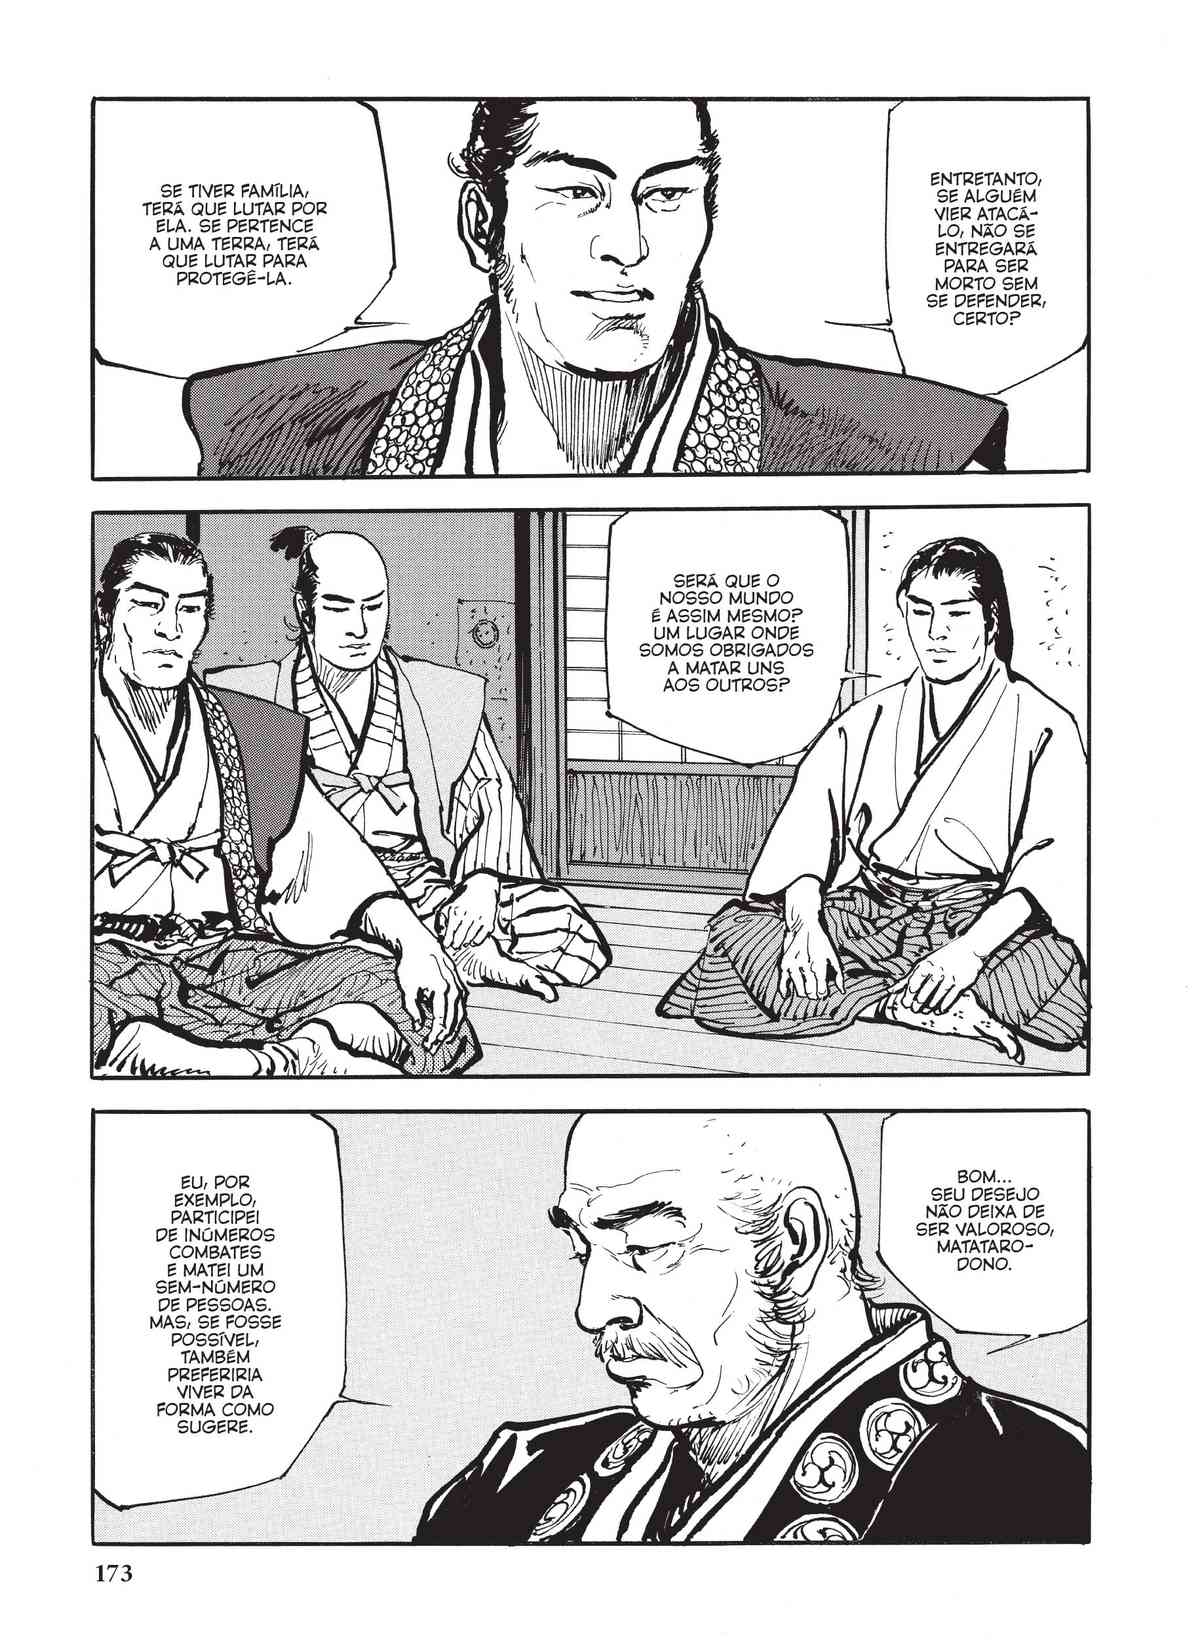 ENTRETANTO,
SE ALGUÉM
VIER ATACÁ-
LO, NÃO SE
ENTREGARÁ
PARA SER
MORTO SEM
SE DEFENDER,
CERTO?
SE TIVER FAMÍLIA,
TERÁ QUE LUTAR POR
ELA. SE PERTENCE
A UMA TERRA, TERÁ
QUE LUTAR PARA
PROTEGÊ-LA.
SERÁ QUE O
NOSSO MUNDO
É ASSIM MESMO?
UM LUGAR ONDE
SOMOS OBRIGADOS
A MATAR UNS
AOS OUTROS?
BOM...
SEU DESEJO
NÃO DEIXA DE
SER VALOROSO,
MATATARO-
DONO.
EU, POR
EXEMPLO,
PARTICIPEI
DE INÚMEROS
COMBATES
E MATEI UM
SEM-NÚMERO
DE PESSOAS.
MAS, SE FOSSE
POSSÍVEL,
TAMBÉM
PREFERIRIA
VIVER DA
FORMA COMO
SUGERE.
173